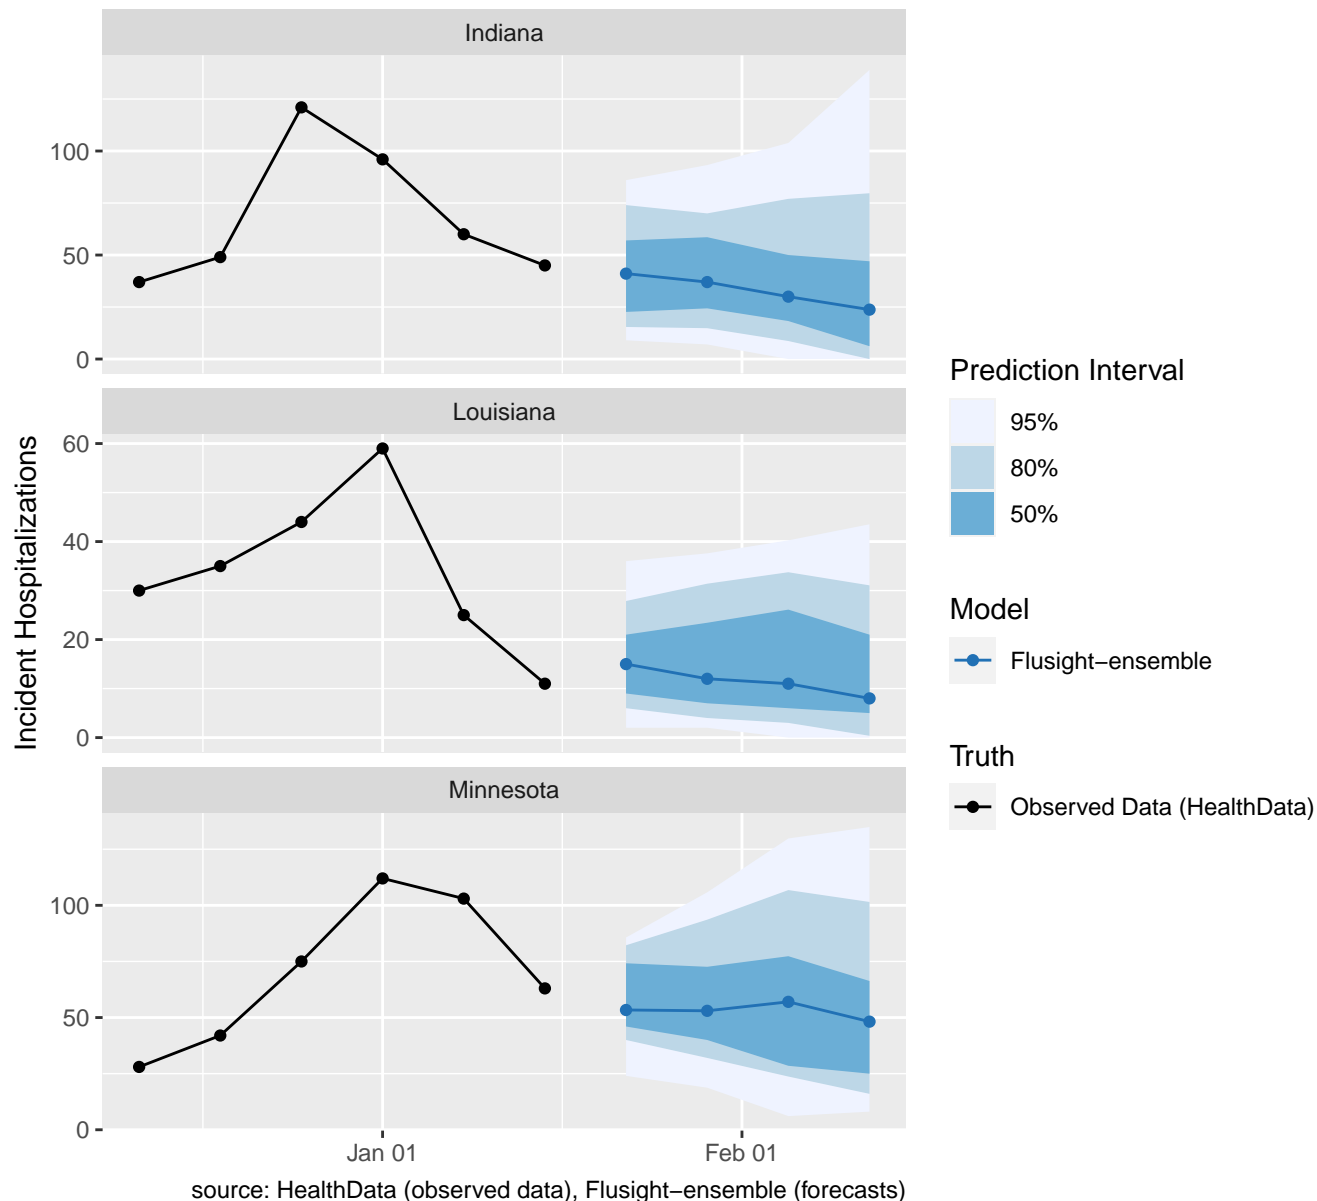 Indiana
100
50
0
Louisiana
60
40
20
0
Minnesota
100
50
0
Incident Hospitalizations
Jan 01
Feb 01
source: HealthData (observed data), Flusight−ensemble (forecasts)
Prediction Interval
95%
80%
50%
Model
Flusight−ensemble
Truth
Observed Data (HealthData)